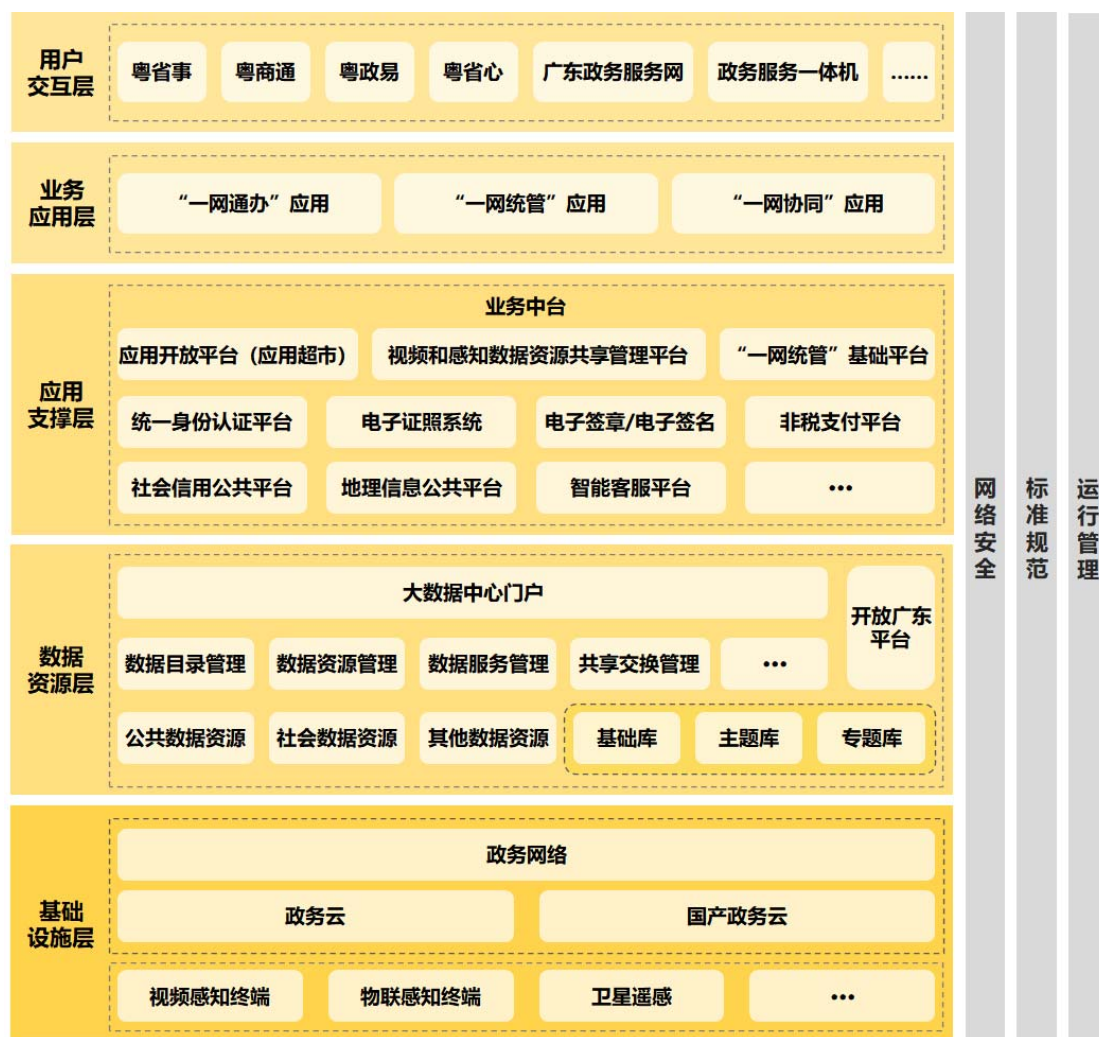 用户
交互层
粤省事
粤商通
粤政易
粤省心
广东政务服务网
政务服务一体机
……
业务
应用层
“一网通办”应用
“一网统管”应用
“一网协同”应用
应用
支撑层
业务中台
应用开放平台（应用超市）
视频和感知数据资源共享管理平台
“一网统管”基础平台
统一身份认证平台
电子证照系统
电子签章/电子签名
非税支付平台
社会信用公共平台
地理信息公共平台
智能客服平台
…
数据
资源层
大数据中心门户
开放广东
平台
数据目录管理
数据资源管理
数据服务管理
共享交换管理
…
公共数据资源
社会数据资源
其他数据资源
基础库
主题库
专题库
基础
设施层
政务网络
政务云
国产政务云
视频感知终端
物联感知终端
卫星遥感
…
网络安全
标准规范
运行管理